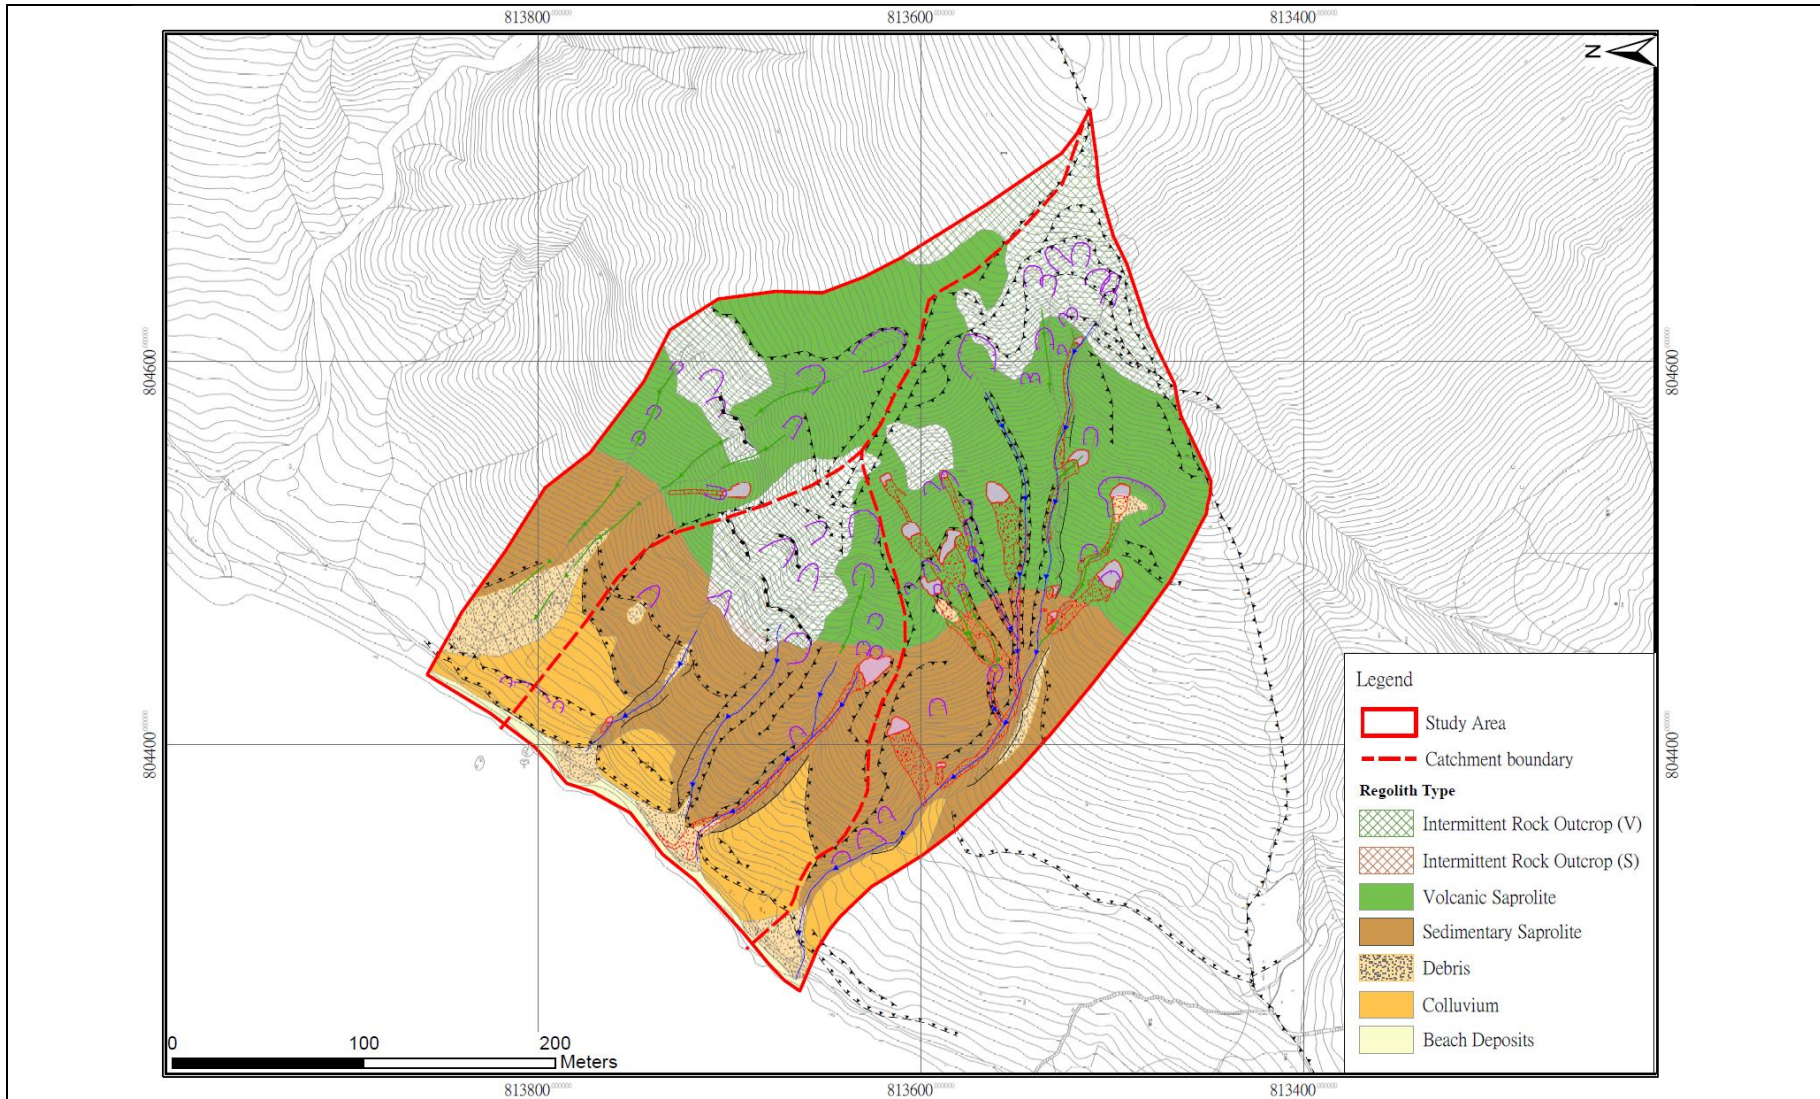 813800 813600 813400
N
804600 804600
804400 804400
Legend
Study Area
Catchment boundary
Regolith Type
Intermittent Rock Outcrop (V)
Intermittent Rock Outcrop (S)
Volcanic Saprolite
Sedimentary Saprolite
Debris
Colluvium
Beach Deposits
0 100 200
Meters
813800 813600 813400